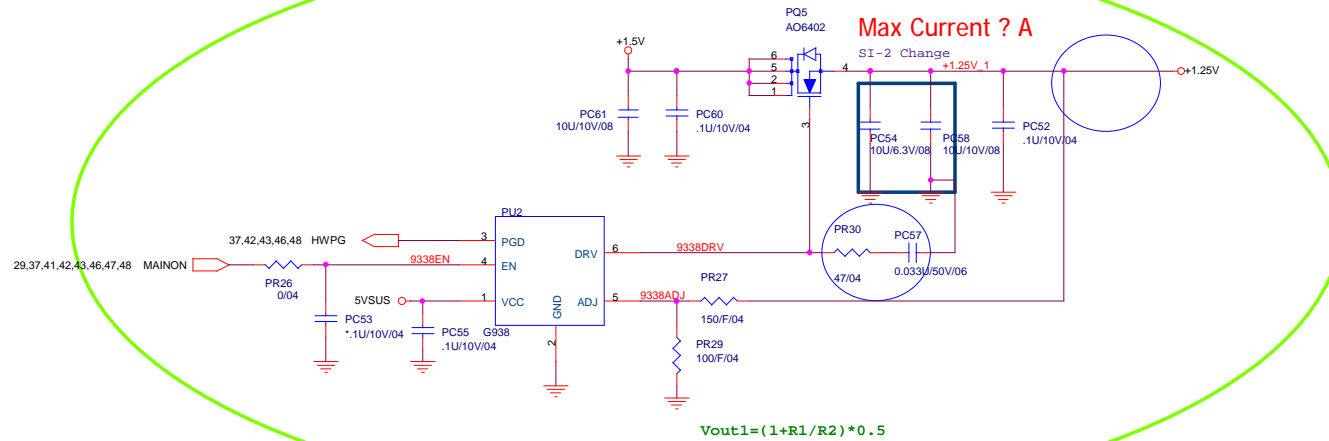 PQ5
AO6402
Max Current ? A
SI-2 Change
+1.5V
6
5
2
1
4
3
+1.25V_1
+1.25V
PC61
10U/10V/08
PC60
.1U/10V/04
PC54
10U/6.3V/08
PC58
10U/10V/08
PC52
.1U/10V/04
PU2
37,42,43,46,48 HWPG
3
PGD
DRV
6
9338DRV
PR30
47/04
PC57
0.033U/50V/06
29,37,41,42,43,46,47,48 MAINON
PR26
0/04
9338EN
4
EN
5VSUS
1
VCC
GND
2
ADJ
5
9338ADJ
PR27
150/F/04
G938
PC53
*.1U/10V/04
PC55
.1U/10V/04
PR29
100/F/04
Vout1=(1+R1/R2)*0.5